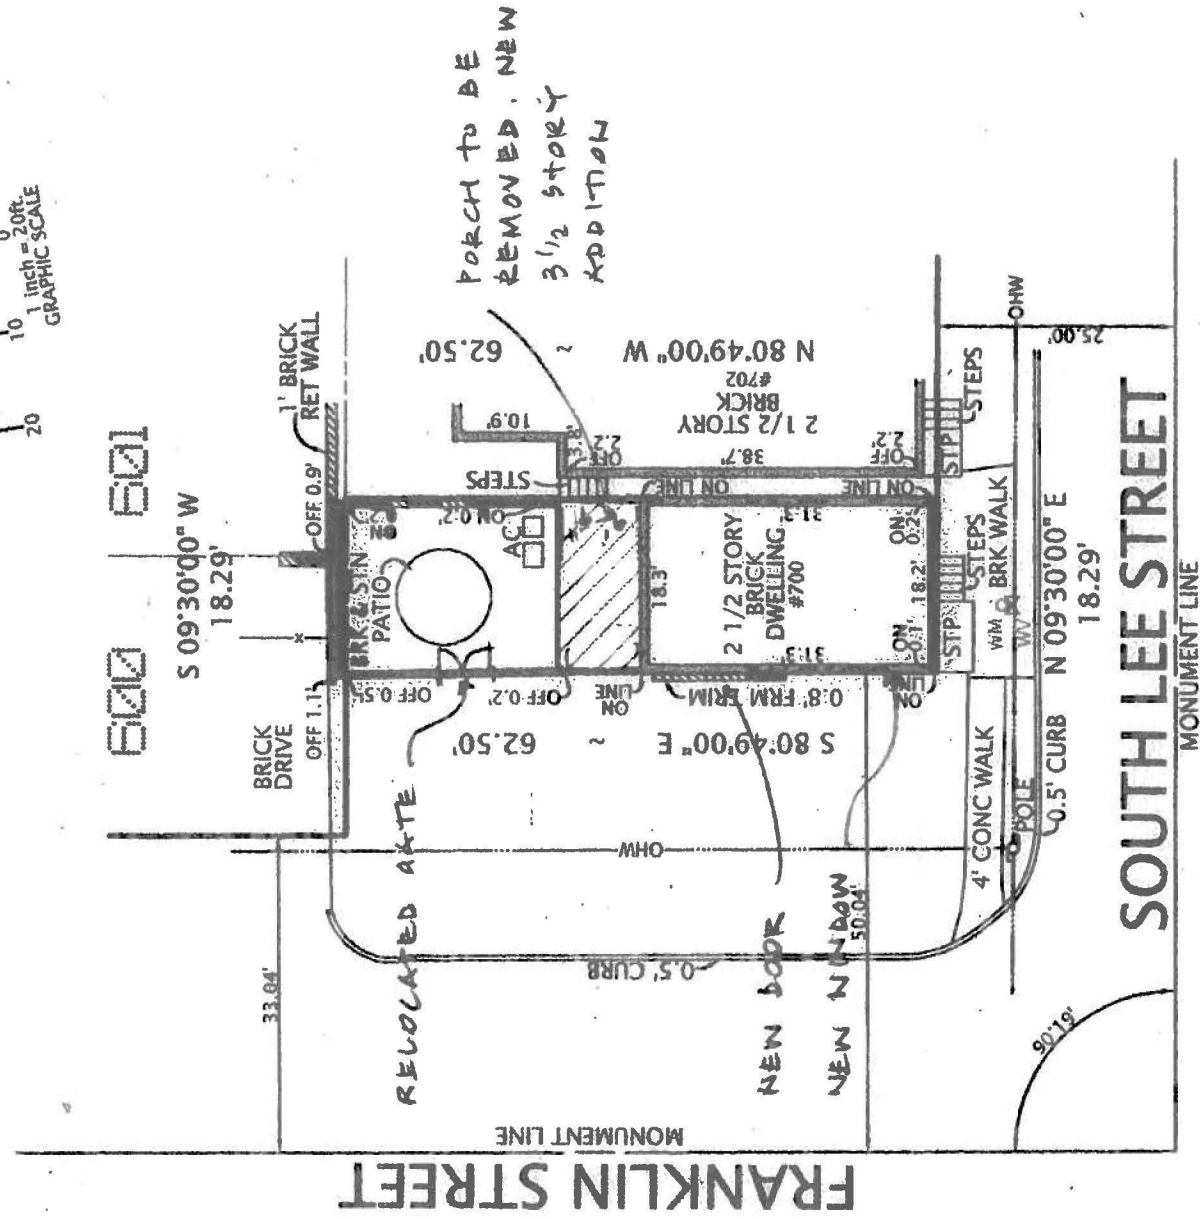 20
10
0
1 inch = 20ft.
GRAPHIC SCALE
PORCH TO BE
REMOVED. NEW
3 1/2 STORY
ADDITION
600
601
S 09°30'00" W
18.29'
1' BRICK
RET WALL
BRICK
DRIVE
OFF 1.1'
OFF 0.9'
BRK & STN
PATIO
ON
ON 0.2'
AC
STEPS
10.9'
3.8'
OFF
2.2'
N 80°49'00" W ~ 62.50'
2 1/2 STORY
BRICK
#702
38.7'
OFF
2.2'
ON LINE
ON LINE
OFF 0.5'
OFF 0.2'
ON
LINE
S 80°49'00" E ~ 62.50'
0.8' FRM BRIM
18.3'
31.3'
2 1/2 STORY
BRICK
DWELLING
#700
31.3'
ON
0.2'
ON
0.1'
18.2'
ON
LINE
STP
STEPS
STP
STEPS
WM
WV
BRK WALK
4' CONC WALK
POLE
OHW
25.00'
OHW
33.04'
50.04'
0.5' CURB
0.5' CURB
RELOCATED GATE
NEW DOOR
NEW WINDOW
N 09°30'00" E
18.29'
90°19'
SOUTH LEE STREET
MONUMENT LINE
MONUMENT LINE
FRANKLIN STREET